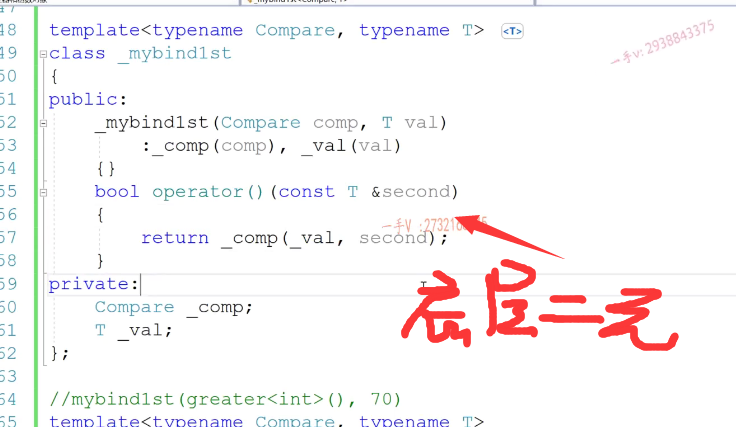 _mybind1st<Compare, T>
48 template<typename Compare, typename T> <T>
49 class _mybind1st
一手v: 2938843375
50 {
51 public:
52 _mybind1st(Compare comp, T val)
53 :_comp(comp), _val(val)
54 {}
55 bool operator()(const T &second)
56 {
一手V :27321
57 return _comp(_val, second);
58 }
59 private:
60 Compare _comp;
底层二元
61 T _val;
62 };
63
64 //mybind1st(greater<int>(), 70)
65 template<typename Compare, typename T>